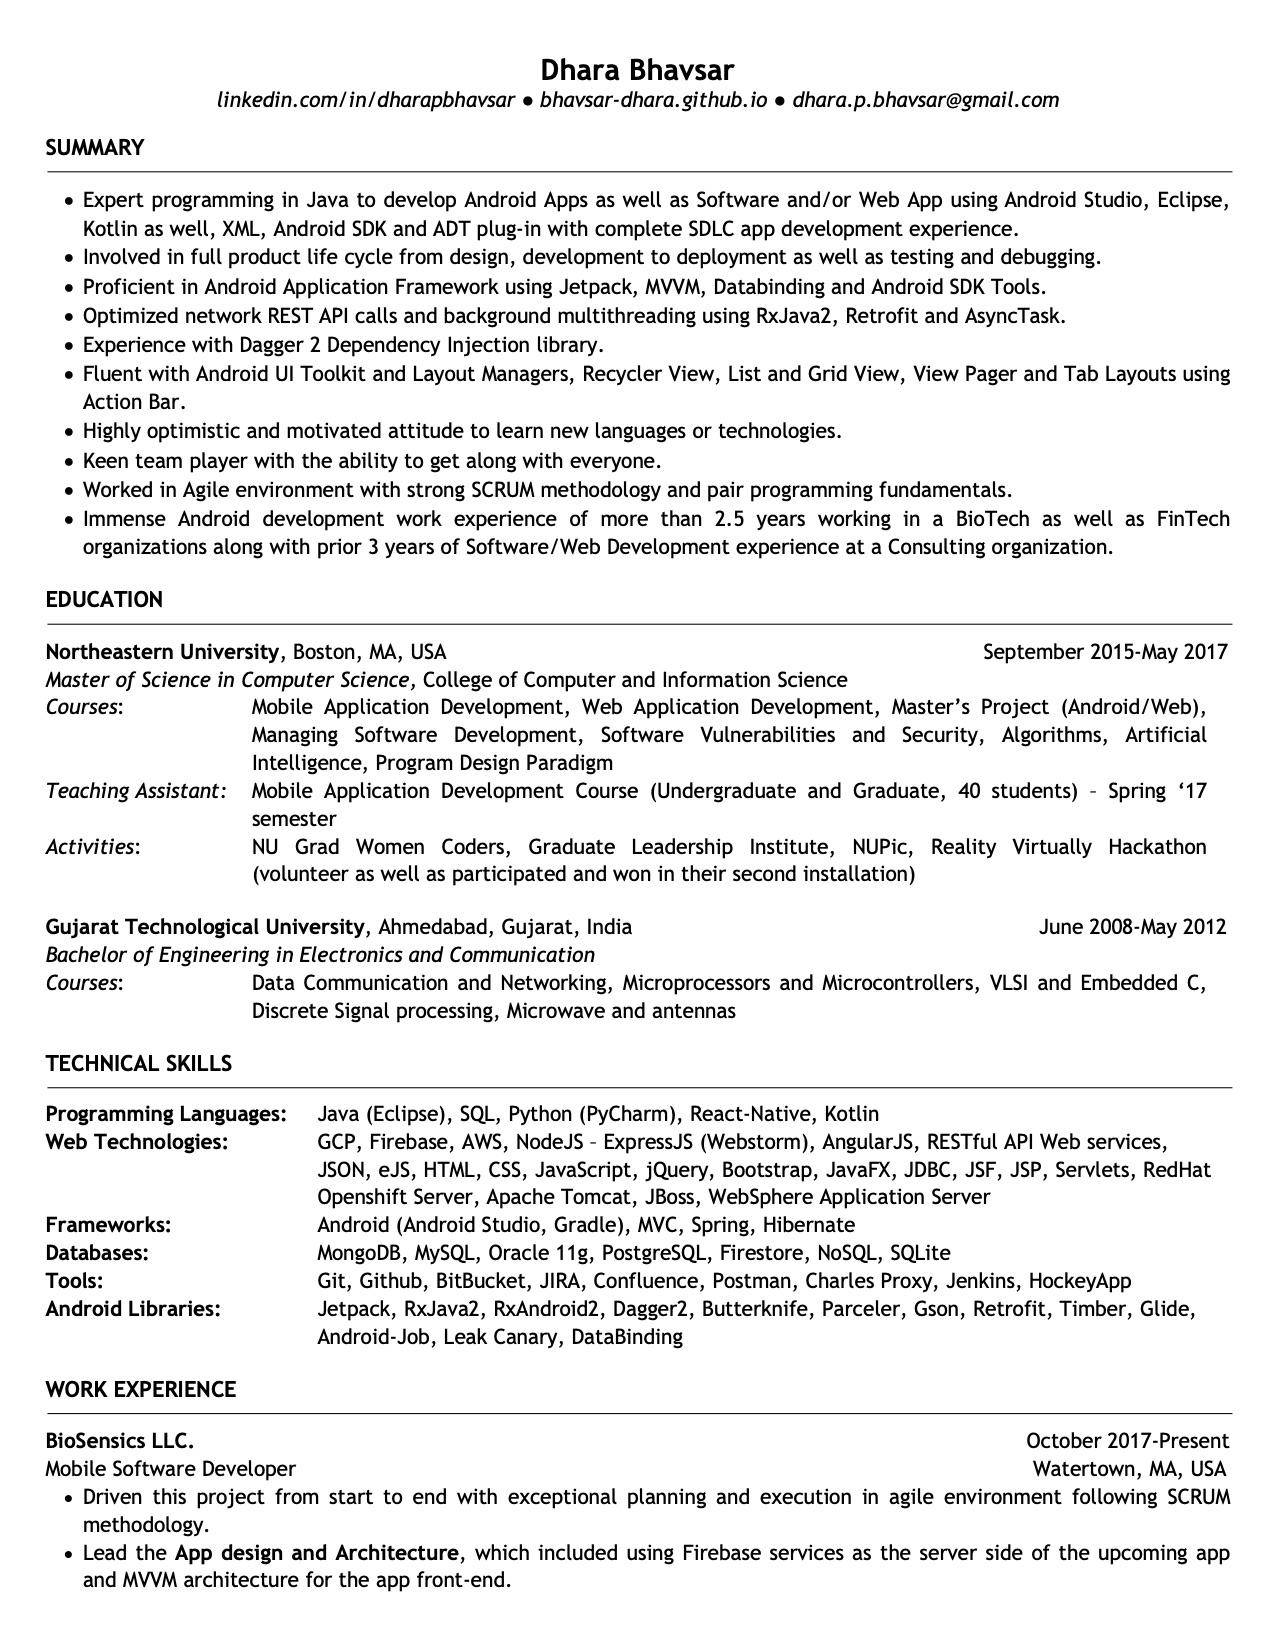 Dhara Bhavsar
linkedin.com/in/dharapbhavsar ● bhavsar-dhara.github.io ● dhara.p.bhavsar@gmail.com
SUMMARY
• Expert programming in Java to develop Android Apps as well as Software and/or Web App using Android Studio, Eclipse,
Kotlin as well, XML, Android SDK and ADT plug-in with complete SDLC app development experience.
• Involved in full product life cycle from design, development to deployment as well as testing and debugging.
• Proficient in Android Application Framework using Jetpack, MVVM, Databinding and Android SDK Tools.
• Optimized network REST API calls and background multithreading using RxJava2, Retrofit and AsyncTask.
• Experience with Dagger 2 Dependency Injection library.
• Fluent with Android UI Toolkit and Layout Managers, Recycler View, List and Grid View, View Pager and Tab Layouts using
Action Bar.
• Highly optimistic and motivated attitude to learn new languages or technologies.
• Keen team player with the ability to get along with everyone.
• Worked in Agile environment with strong SCRUM methodology and pair programming fundamentals.
• Immense Android development work experience of more than 2.5 years working in a BioTech as well as FinTech
organizations along with prior 3 years of Software/Web Development experience at a Consulting organization.
EDUCATION
Northeastern University, Boston, MA, USA September 2015-May 2017
Master of Science in Computer Science, College of Computer and Information Science
Courses: Mobile Application Development, Web Application Development, Master’s Project (Android/Web),
Managing Software Development, Software Vulnerabilities and Security, Algorithms, Artificial
Intelligence, Program Design Paradigm
Teaching Assistant: Mobile Application Development Course (Undergraduate and Graduate, 40 students) – Spring ‘17
semester
Activities: NU Grad Women Coders, Graduate Leadership Institute, NUPic, Reality Virtually Hackathon
(volunteer as well as participated and won in their second installation)
Gujarat Technological University, Ahmedabad, Gujarat, India June 2008-May 2012
Bachelor of Engineering in Electronics and Communication
Courses: Data Communication and Networking, Microprocessors and Microcontrollers, VLSI and Embedded C,
Discrete Signal processing, Microwave and antennas
TECHNICAL SKILLS
Programming Languages: Java (Eclipse), SQL, Python (PyCharm), React-Native, Kotlin
Web Technologies: GCP, Firebase, AWS, NodeJS – ExpressJS (Webstorm), AngularJS, RESTful API Web services,
JSON, eJS, HTML, CSS, JavaScript, jQuery, Bootstrap, JavaFX, JDBC, JSF, JSP, Servlets, RedHat
Openshift Server, Apache Tomcat, JBoss, WebSphere Application Server
Frameworks: Android (Android Studio, Gradle), MVC, Spring, Hibernate
Databases: MongoDB, MySQL, Oracle 11g, PostgreSQL, Firestore, NoSQL, SQLite
Tools: Git, Github, BitBucket, JIRA, Confluence, Postman, Charles Proxy, Jenkins, HockeyApp
Android Libraries: Jetpack, RxJava2, RxAndroid2, Dagger2, Butterknife, Parceler, Gson, Retrofit, Timber, Glide,
Android-Job, Leak Canary, DataBinding
WORK EXPERIENCE
BioSensics LLC. October 2017-Present
Mobile Software Developer Watertown, MA, USA
• Driven this project from start to end with exceptional planning and execution in agile environment following SCRUM
methodology.
• Lead the App design and Architecture, which included using Firebase services as the server side of the upcoming app
and MVVM architecture for the app front-end.